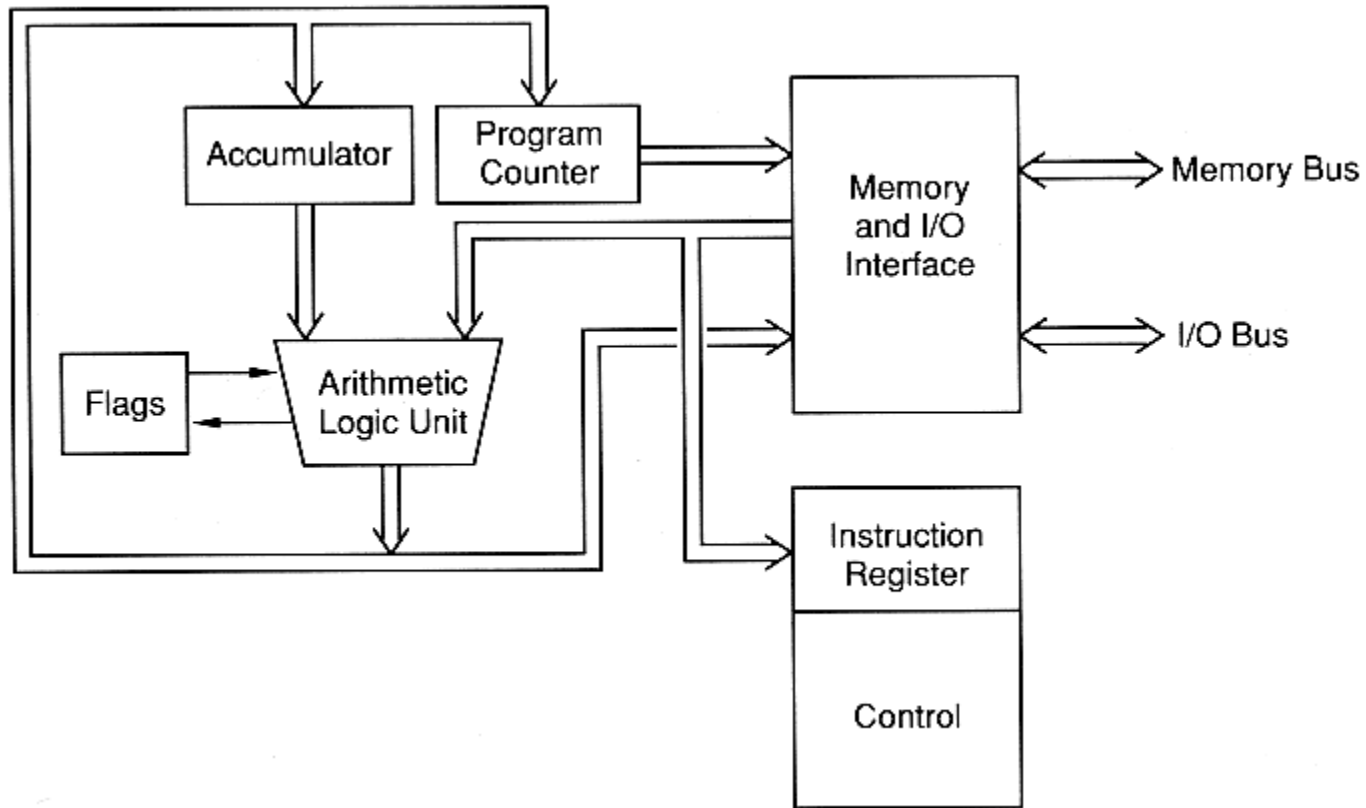 Accumulator
Program
Counter
Memory
and I/O
Interface
Memory Bus
I/O Bus
Flags
Arithmetic
Logic Unit
Instruction
Register
Control